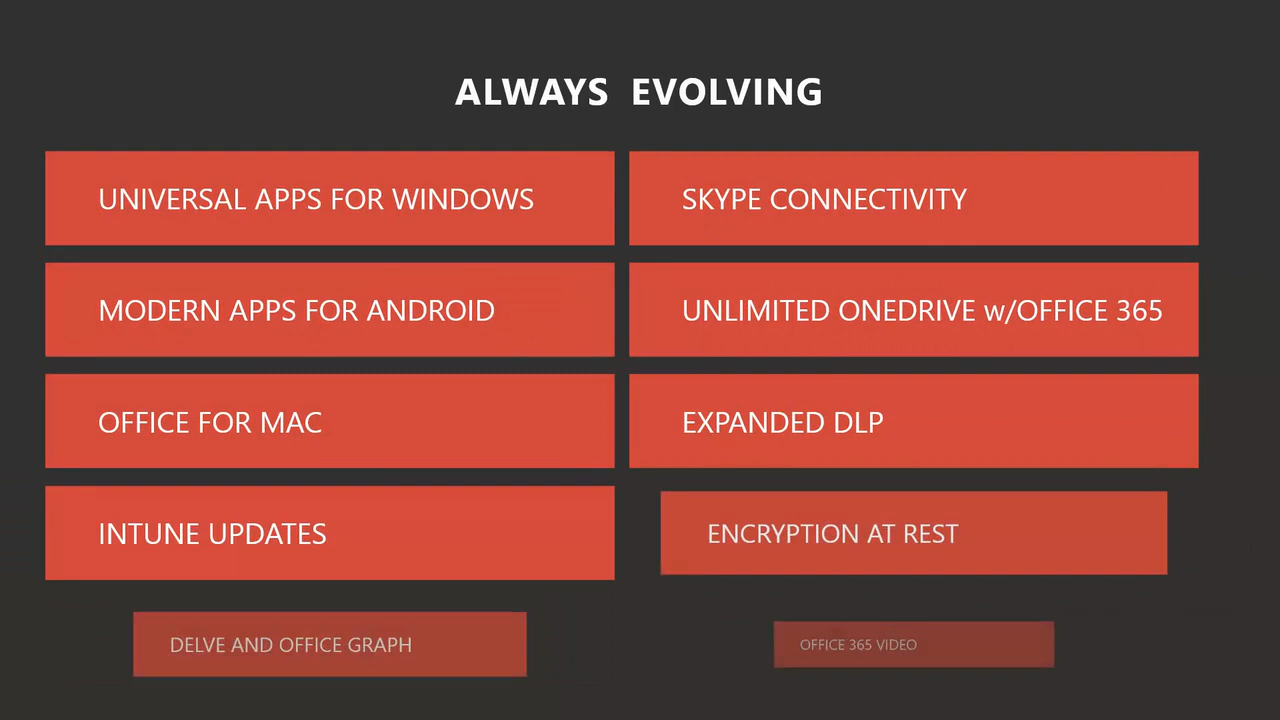 ALWAYS EVOLVING
UNIVERSAL APPS FOR WINDOWS
SKYPE CONNECTIVITY
MODERN APPS FOR ANDROID
UNLIMITED ONEDRIVE w/OFFICE 365
OFFICE FOR MAC
EXPANDED DLP
INTUNE UPDATES
ENCRYPTION AT REST
DELVE AND OFFICE GRAPH
OFFICE 365 VIDEO